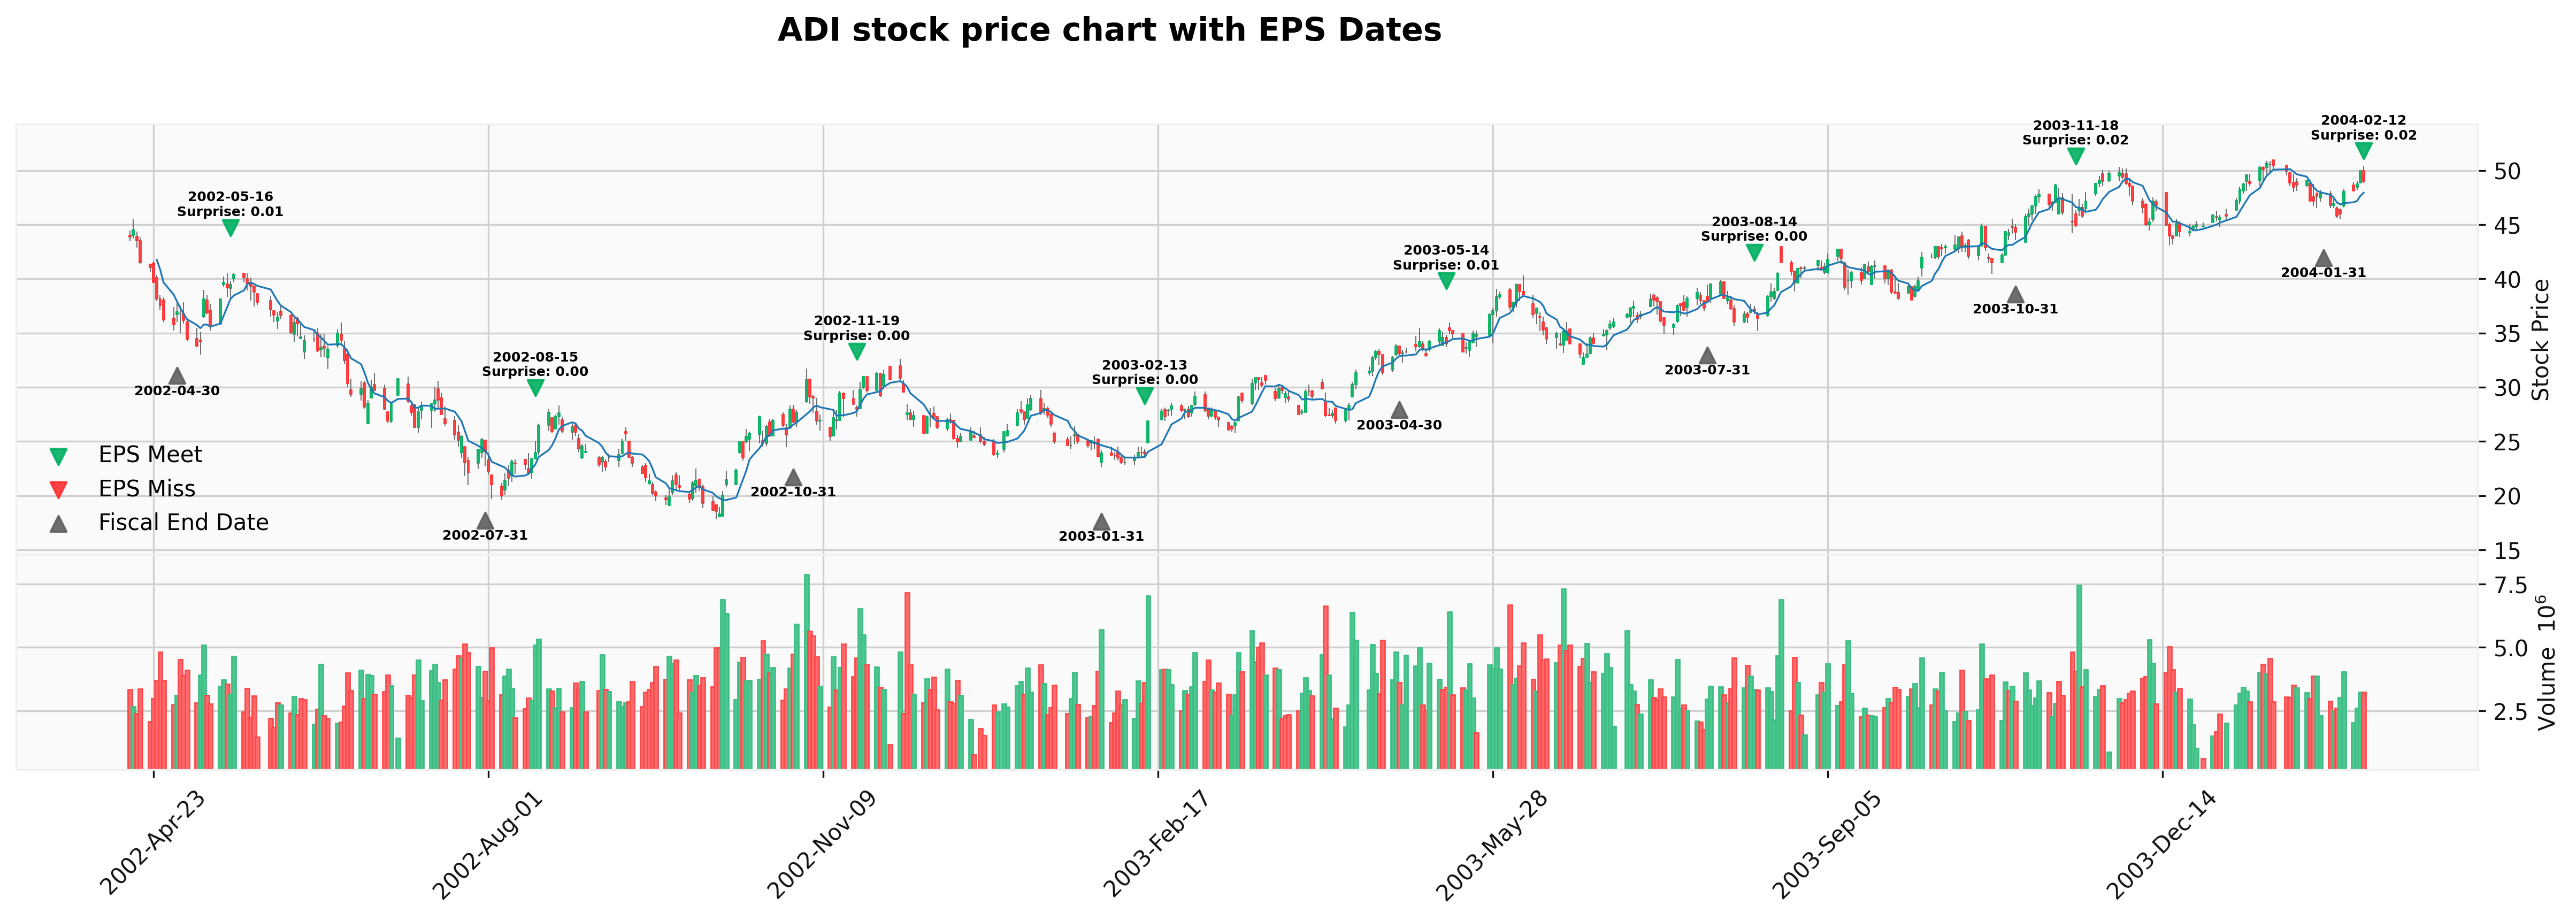 ADI stock price chart with EPS Dates
2002-05-16
Surprise: 0.01
2002-08-15
Surprise: 0.00
2002-11-19
Surprise: 0.00
2003-02-13
Surprise: 0.00
2003-05-14
Surprise: 0.01
2003-08-14
Surprise: 0.00
2003-11-18
Surprise: 0.02
2004-02-12
Surprise: 0.02
2002-04-30
2002-07-31
2002-10-31
2003-01-31
2003-04-30
2003-07-31
2003-10-31
2004-01-31
EPS Meet
EPS Miss
Fiscal End Date
50
45
40
35
30
25
20
15
Stock Price
7.5
5.0
2.5
Volume 10⁶
2002-Apr-23
2002-Aug-01
2002-Nov-09
2003-Feb-17
2003-May-28
2003-Sep-05
2003-Dec-14